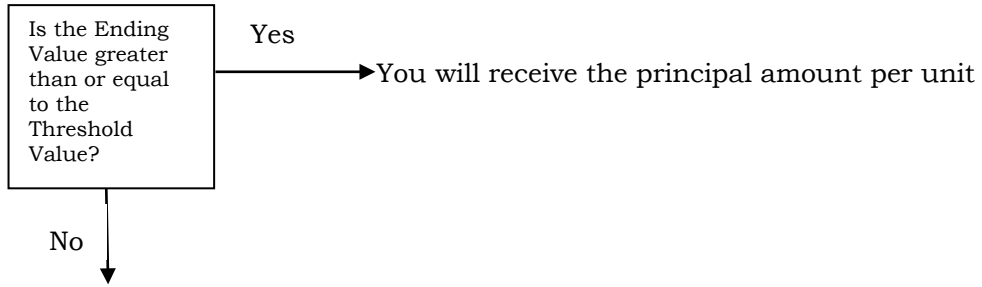 Is the Ending
Value greater
than or equal
to the
Threshold
Value?
Yes
You will receive the principal amount per unit
No